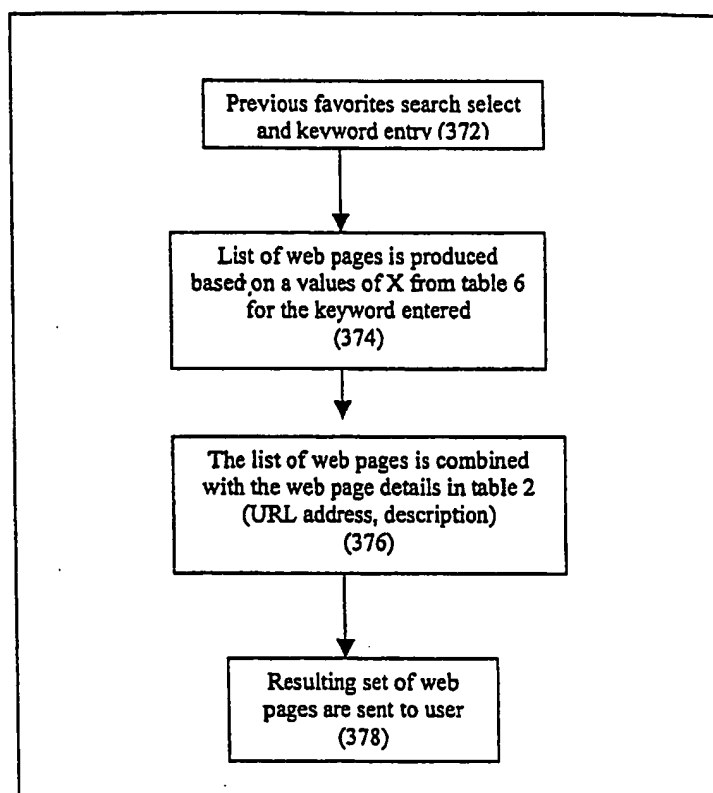 Previous favorites search select
and keyword entry (372)
List of web pages is produced
based on a values of X from table 6
for the keyword entered
(374)
The list of web pages is combined
with the web page details in table 2
(URL address, description)
(376)
Resulting set of web
pages are sent to user
(378)